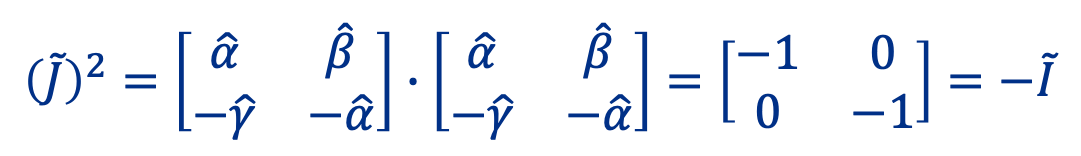 (J̃)² = [α̂ β̂ −γ̂ −α̂] · [α̂ β̂ −γ̂ −α̂] = [−1 0 0 −1] = −Ĩ